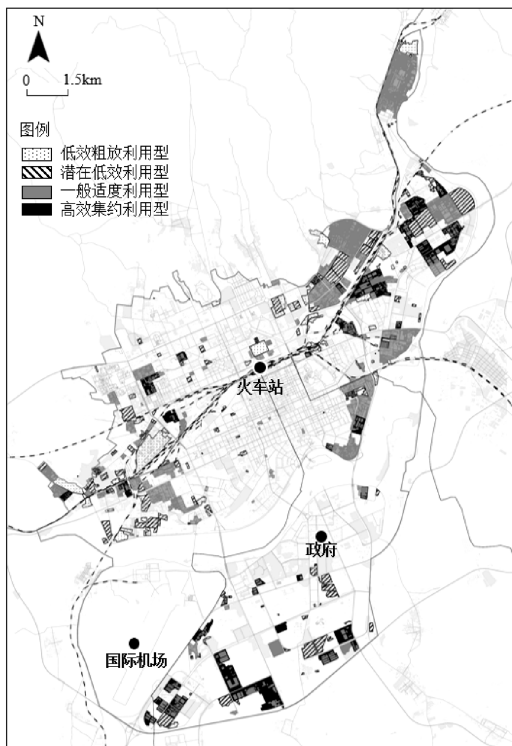 N
0 1.5km
图例
低效粗放利用型
潜在低效利用型
一般适度利用型
高效集约利用型
火车站
政府
国际机场